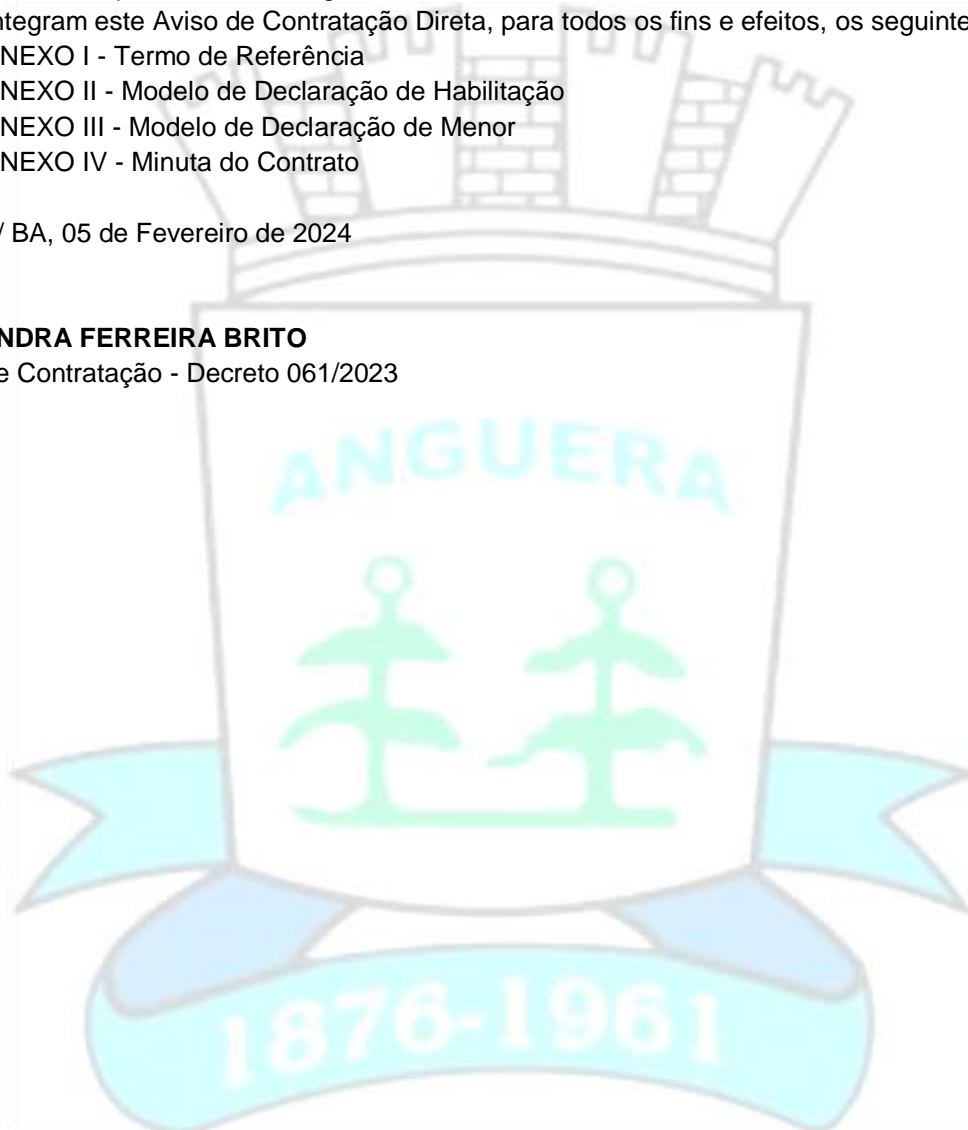 ntegram este Aviso de Contratação Direta, para todos os fins e efeitos, os seguinte
NEXO I - Termo de Referência
NEXO II - Modelo de Declaração de Habilitação
NEXO III - Modelo de Declaração de Menor
NEXO IV - Minuta do Contrato
/ BA, 05 de Fevereiro de 2024
NDRA FERREIRA BRITO
e Contratação - Decreto 061/2023
ANGUERA
1876-1961